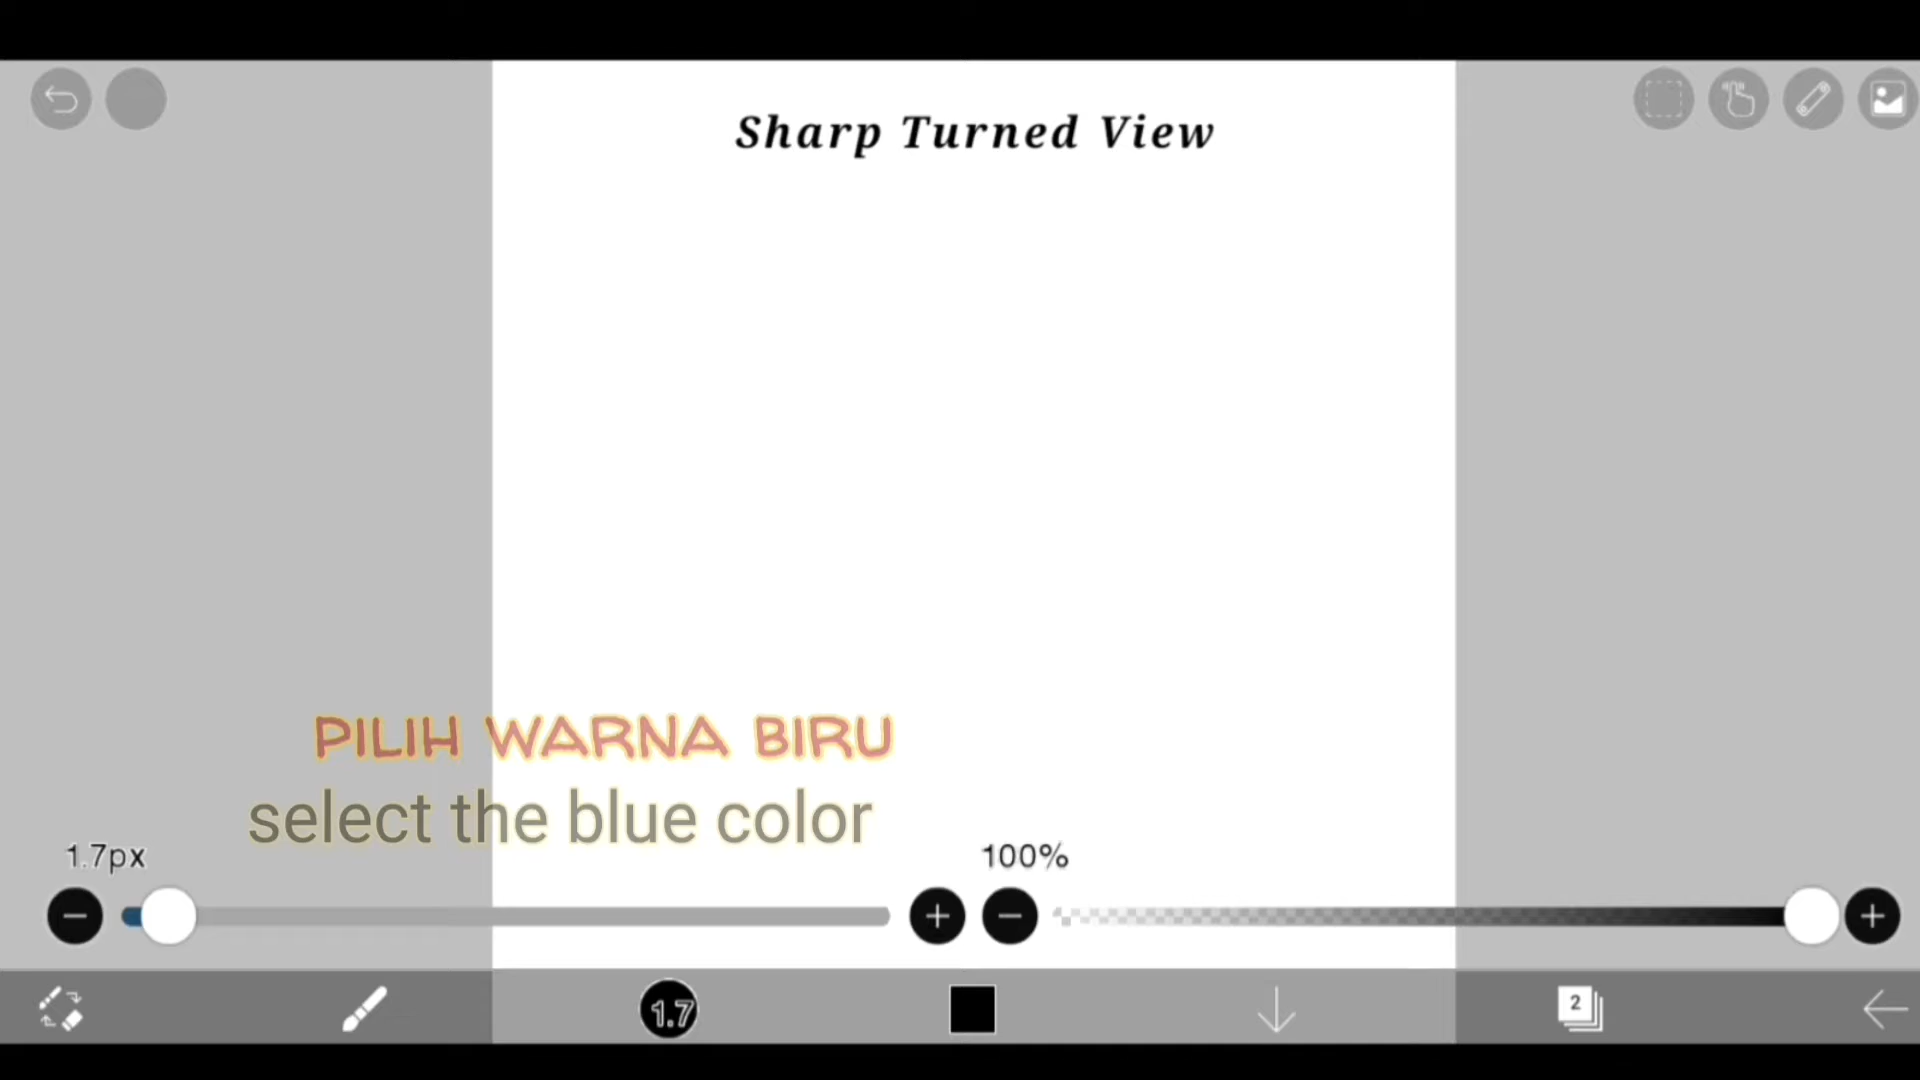 Sharp Turned View
PILIH WARNA BIRU
select the blue color
1.7px
100%
1.7
2